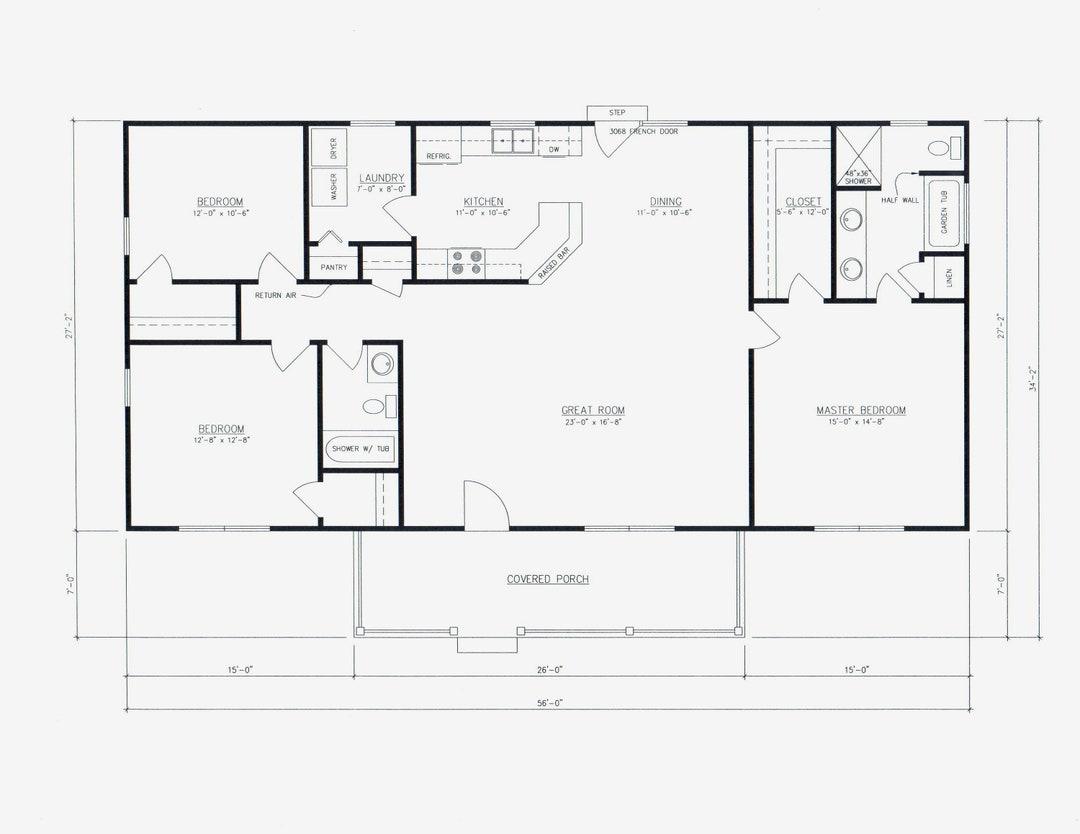 STEP
3068 FRENCH DOOR
DRYER
WASHER
REFRIG.
DW
LAUNDRY
7'-0" x 8'-0"
48"x36"
SHOWER
HALF WALL
GARDEN TUB
BEDROOM
12'-0" x 10'-6"
KITCHEN
11'-0" x 10'-6"
DINING
11'-0" x 10'-6"
CLOSET
5'-6" x 12'-0"
PANTRY
RAISED BAR
LINEN
RETURN AIR
27'-2"
27'-2"
34'-2"
GREAT ROOM
23'-0" x 16'-8"
MASTER BEDROOM
15'-0" x 14'-8"
BEDROOM
12'-8" x 12'-8"
SHOWER W/ TUB
COVERED PORCH
7'-0"
7'-0"
15'-0"
26'-0"
15'-0"
56'-0"